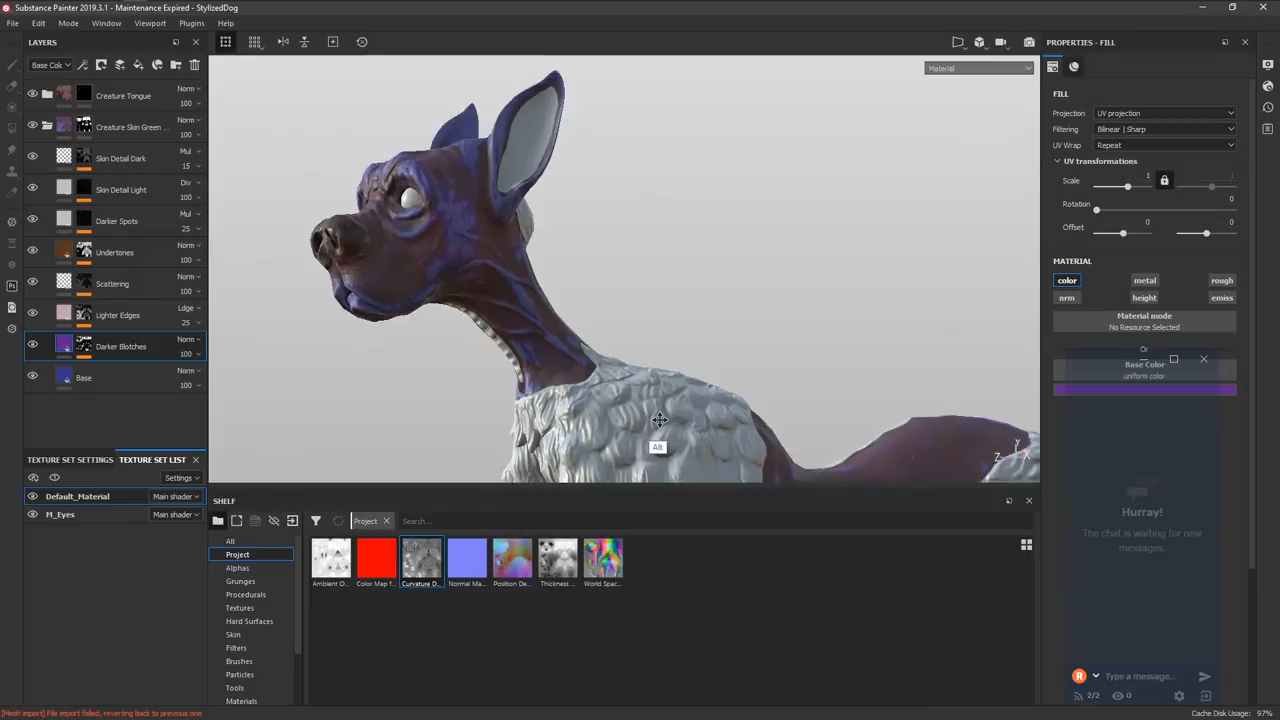 Substance Painter 2019.3.1 - Maintenance Expired - StylizedDog
File Edit Mode Window Viewport Plugins Help
LAYERS
Base Col
Creature Tongue
Norm
100
Creature Skin Green ...
Norm
100
Skin Detail Dark
Mul
15
Skin Detail Light
Div
100
Darker Spots
Mul
25
Undertones
Norm
100
Scattering
Norm
100
Lighter Edges
Ldge
25
Darker Blotches
Norm
100
Base
Norm
100
TEXTURE SET SETTINGS TEXTURE SET LIST
Settings
Default_Material Main shader
M_Eyes Main shader
Material
Alt
Y
Z X
SHELF
Project
Search...
All
Project
Alphas
Grunges
Procedurals
Textures
Hard Surfaces
Skin
Filters
Brushes
Particles
Tools
Materials
Ambient O... Color Map f... Curvature D... Normal Ma... Position De... Thickness ... World Spac...
PROPERTIES - FILL
FILL
Projection UV projection
Filtering Bilinear | Sharp
UV Wrap Repeat
UV transformations
Scale 1 1
Rotation 0
Offset 0 0
MATERIAL
color metal rough
nrm height emiss
Material mode
No Resource Selected
Or
Base Color
uniform color
Hurray!
The chat is waiting for new
messages.
R Type a message...
2/2 0
[Mesh import] File import failed, reverting back to previous one
Cache Disk Usage: 97%